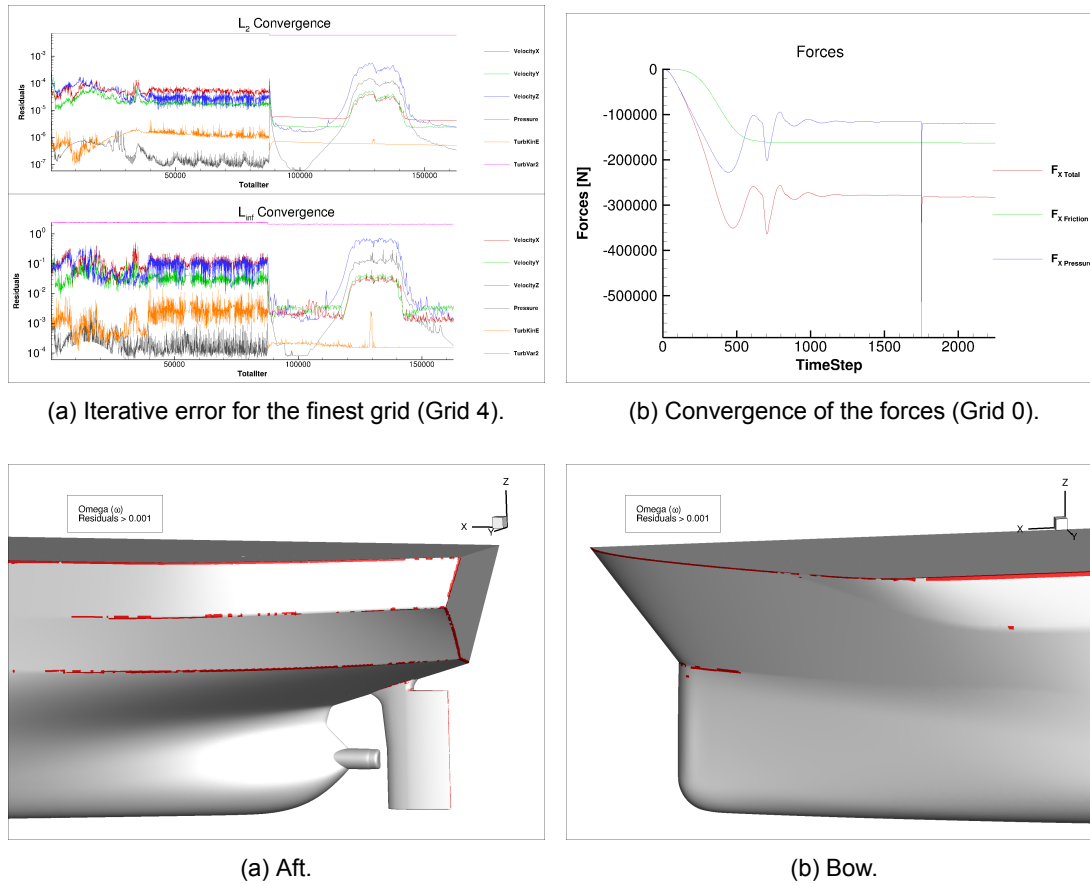 L2 Convergence
10-3
10-4
10-5
10-6
10-7
Residuals
50000
100000
150000
TotalIter
VelocityX
VelocityY
VelocityZ
Pressure
TurbKinE
TurbVar2
Linf Convergence
100
10-1
10-2
10-3
10-4
Residuals
50000
100000
150000
TotalIter
VelocityX
VelocityY
VelocityZ
Pressure
TurbKinE
TurbVar2
(a) Iterative error for the finest grid (Grid 4).
Forces
0
-100000
-200000
-300000
-400000
-500000
Forces [N]
0
500
1000
1500
2000
TimeStep
FX Total
FX Friction
FX Pressure
(b) Convergence of the forces (Grid 0).
Omega (ω)
Residuals > 0.001
Z
X
Y
(a) Aft.
Omega (ω)
Residuals > 0.001
Z
X
Y
(b) Bow.